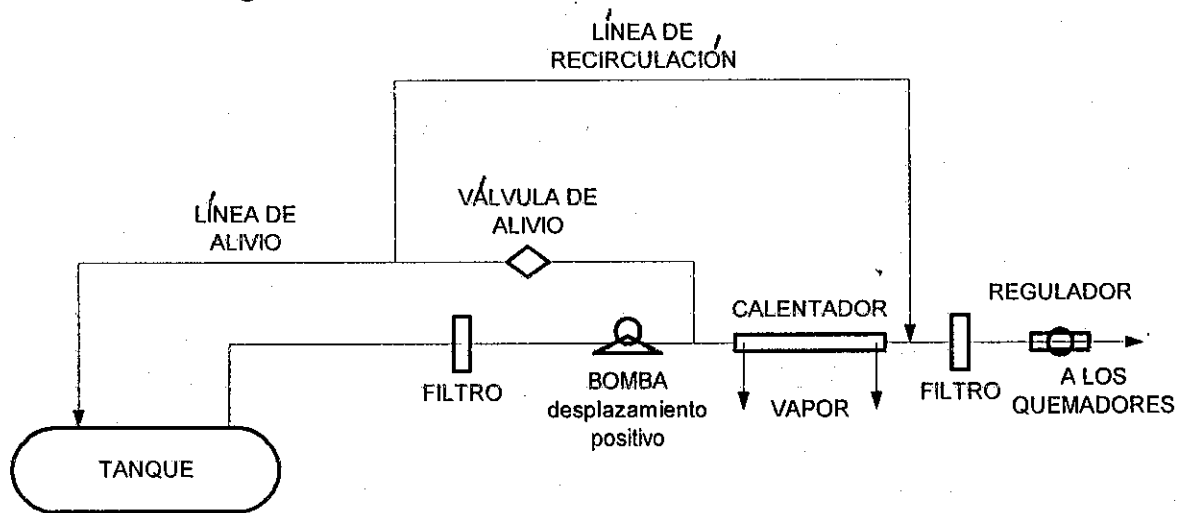 LÍNEA DE
RECIRCULACIÓN
LÍNEA DE
ALIVIO
VÁLVULA DE
ALIVIO
CALENTADOR
REGULADOR
FILTRO
BOMBA
desplazamiento
positivo
VAPOR
FILTRO
A LOS
QUEMADORES
TANQUE